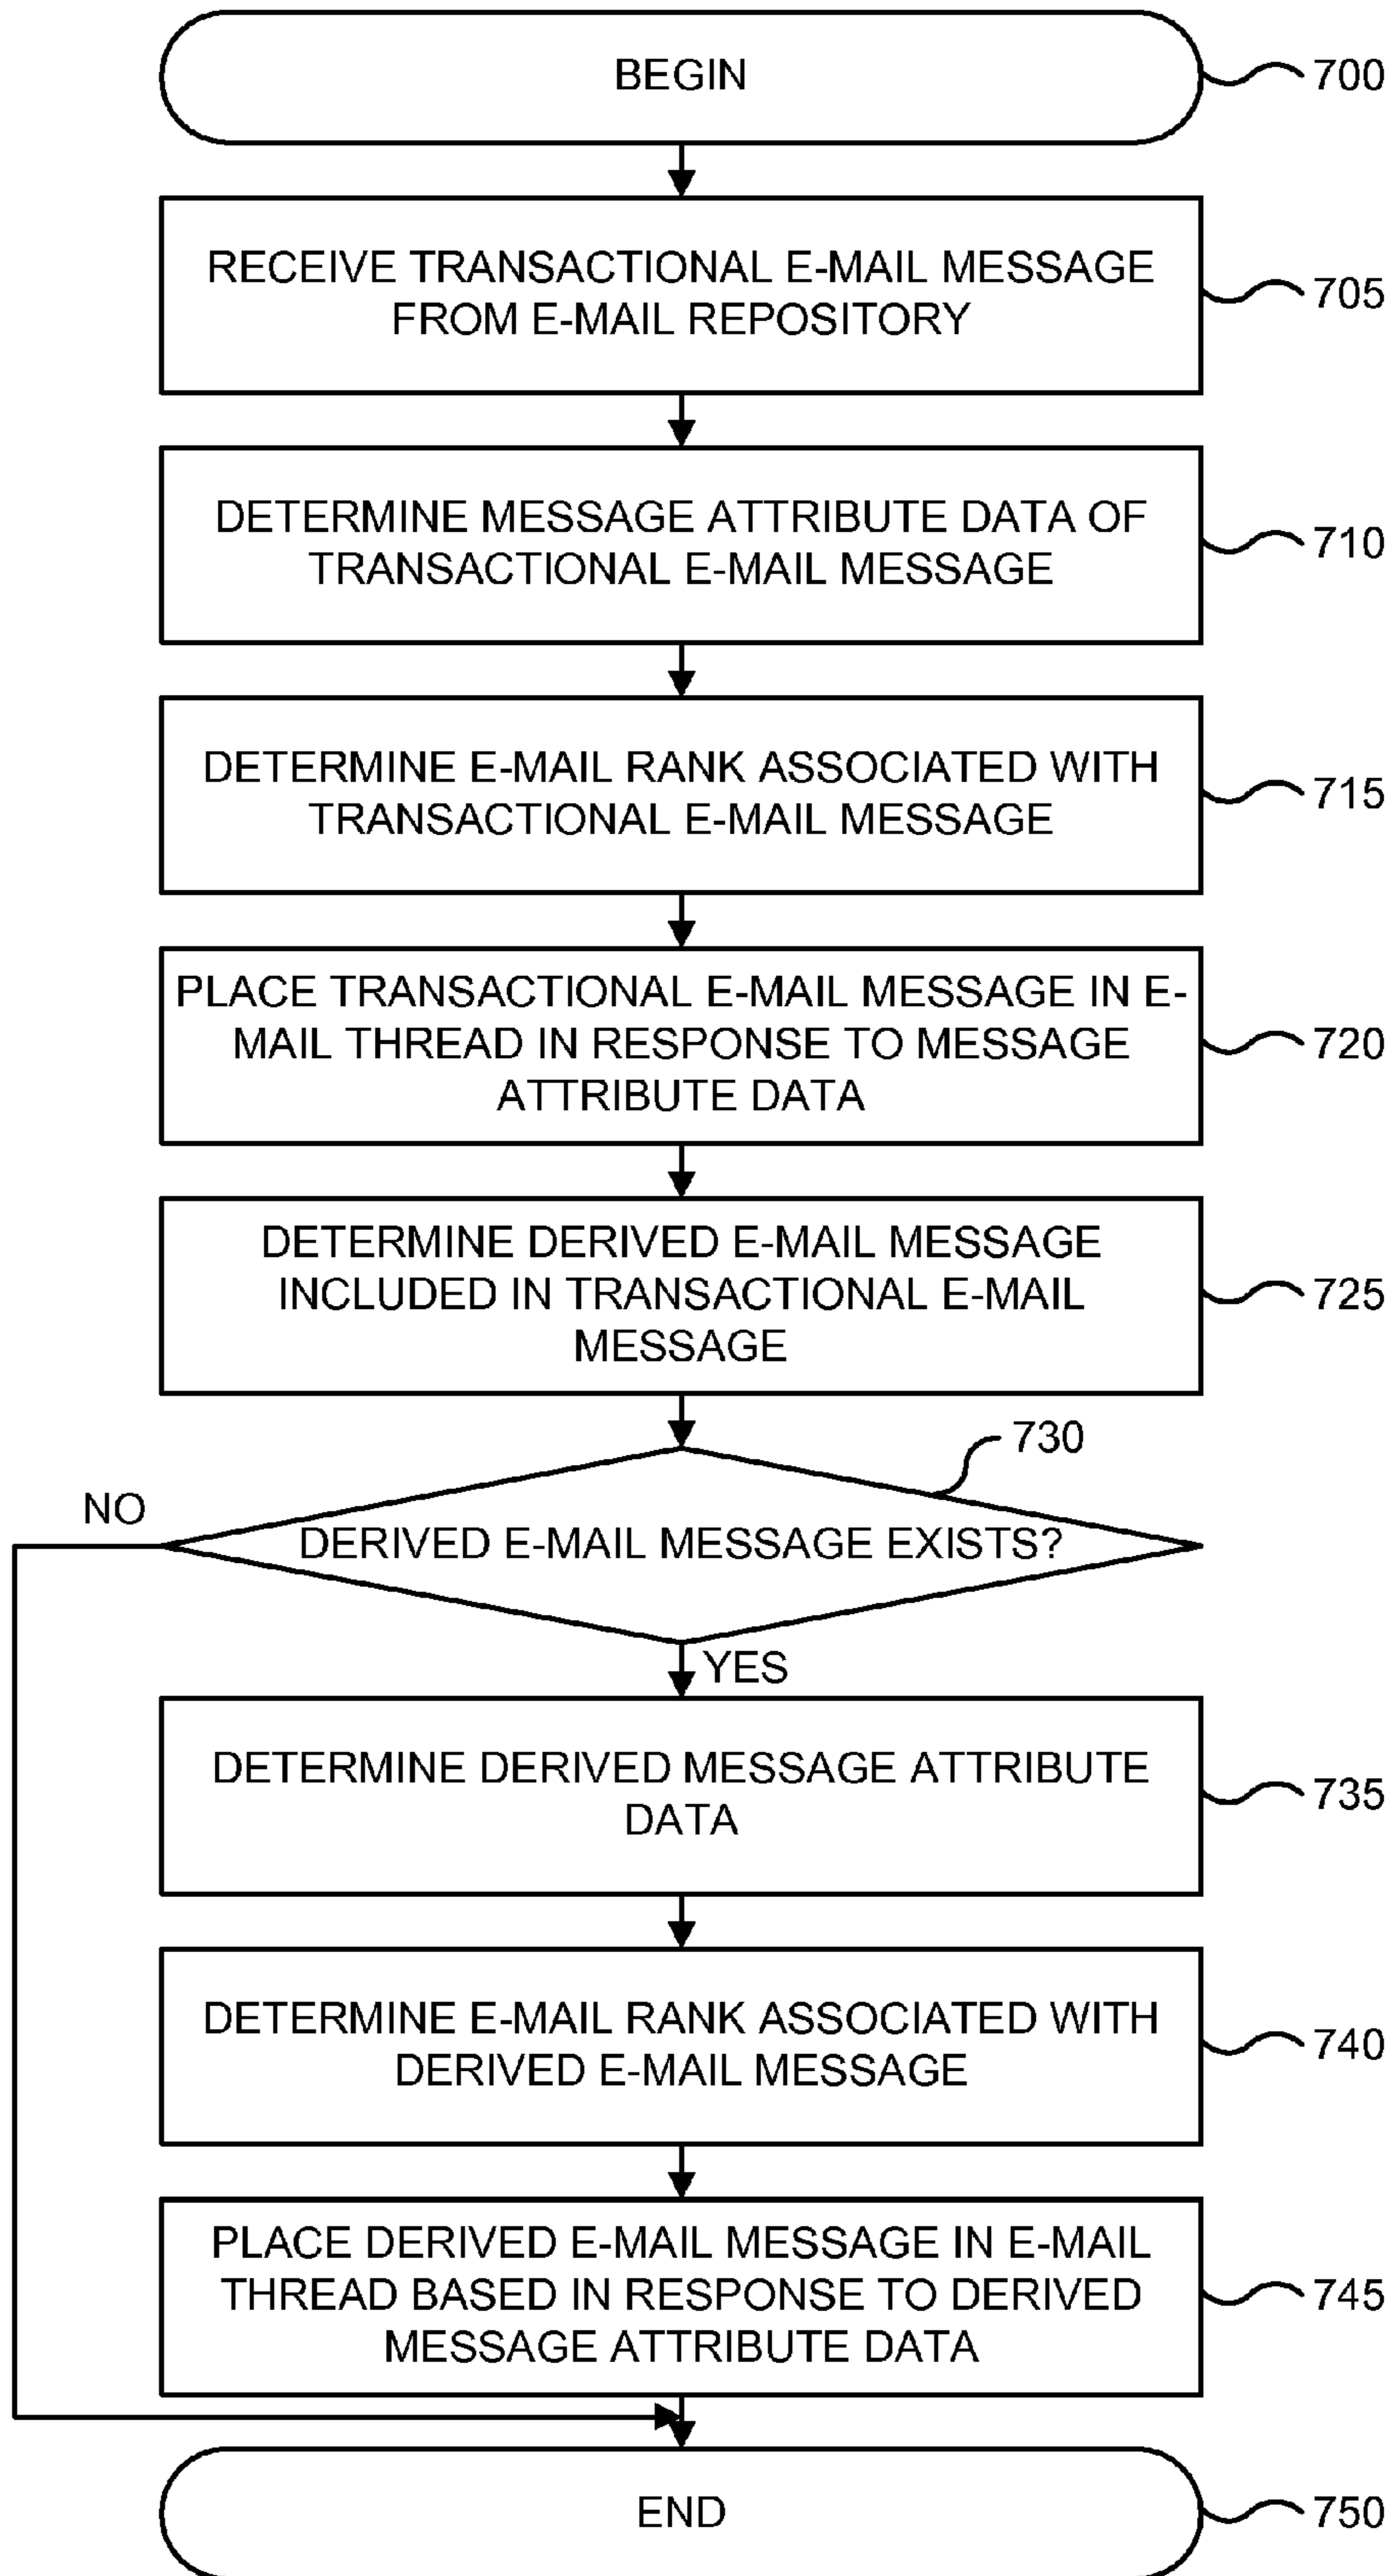 BEGIN
700
RECEIVE TRANSACTIONAL E-MAIL MESSAGE
FROM E-MAIL REPOSITORY
705
DETERMINE MESSAGE ATTRIBUTE DATA OF
TRANSACTIONAL E-MAIL MESSAGE
710
DETERMINE E-MAIL RANK ASSOCIATED WITH
TRANSACTIONAL E-MAIL MESSAGE
715
PLACE TRANSACTIONAL E-MAIL MESSAGE IN E-
MAIL THREAD IN RESPONSE TO MESSAGE
ATTRIBUTE DATA
720
DETERMINE DERIVED E-MAIL MESSAGE
INCLUDED IN TRANSACTIONAL E-MAIL
MESSAGE
725
730
NO
DERIVED E-MAIL MESSAGE EXISTS?
YES
DETERMINE DERIVED MESSAGE ATTRIBUTE
DATA
735
DETERMINE E-MAIL RANK ASSOCIATED WITH
DERIVED E-MAIL MESSAGE
740
PLACE DERIVED E-MAIL MESSAGE IN E-MAIL
THREAD BASED IN RESPONSE TO DERIVED
MESSAGE ATTRIBUTE DATA
745
END
750